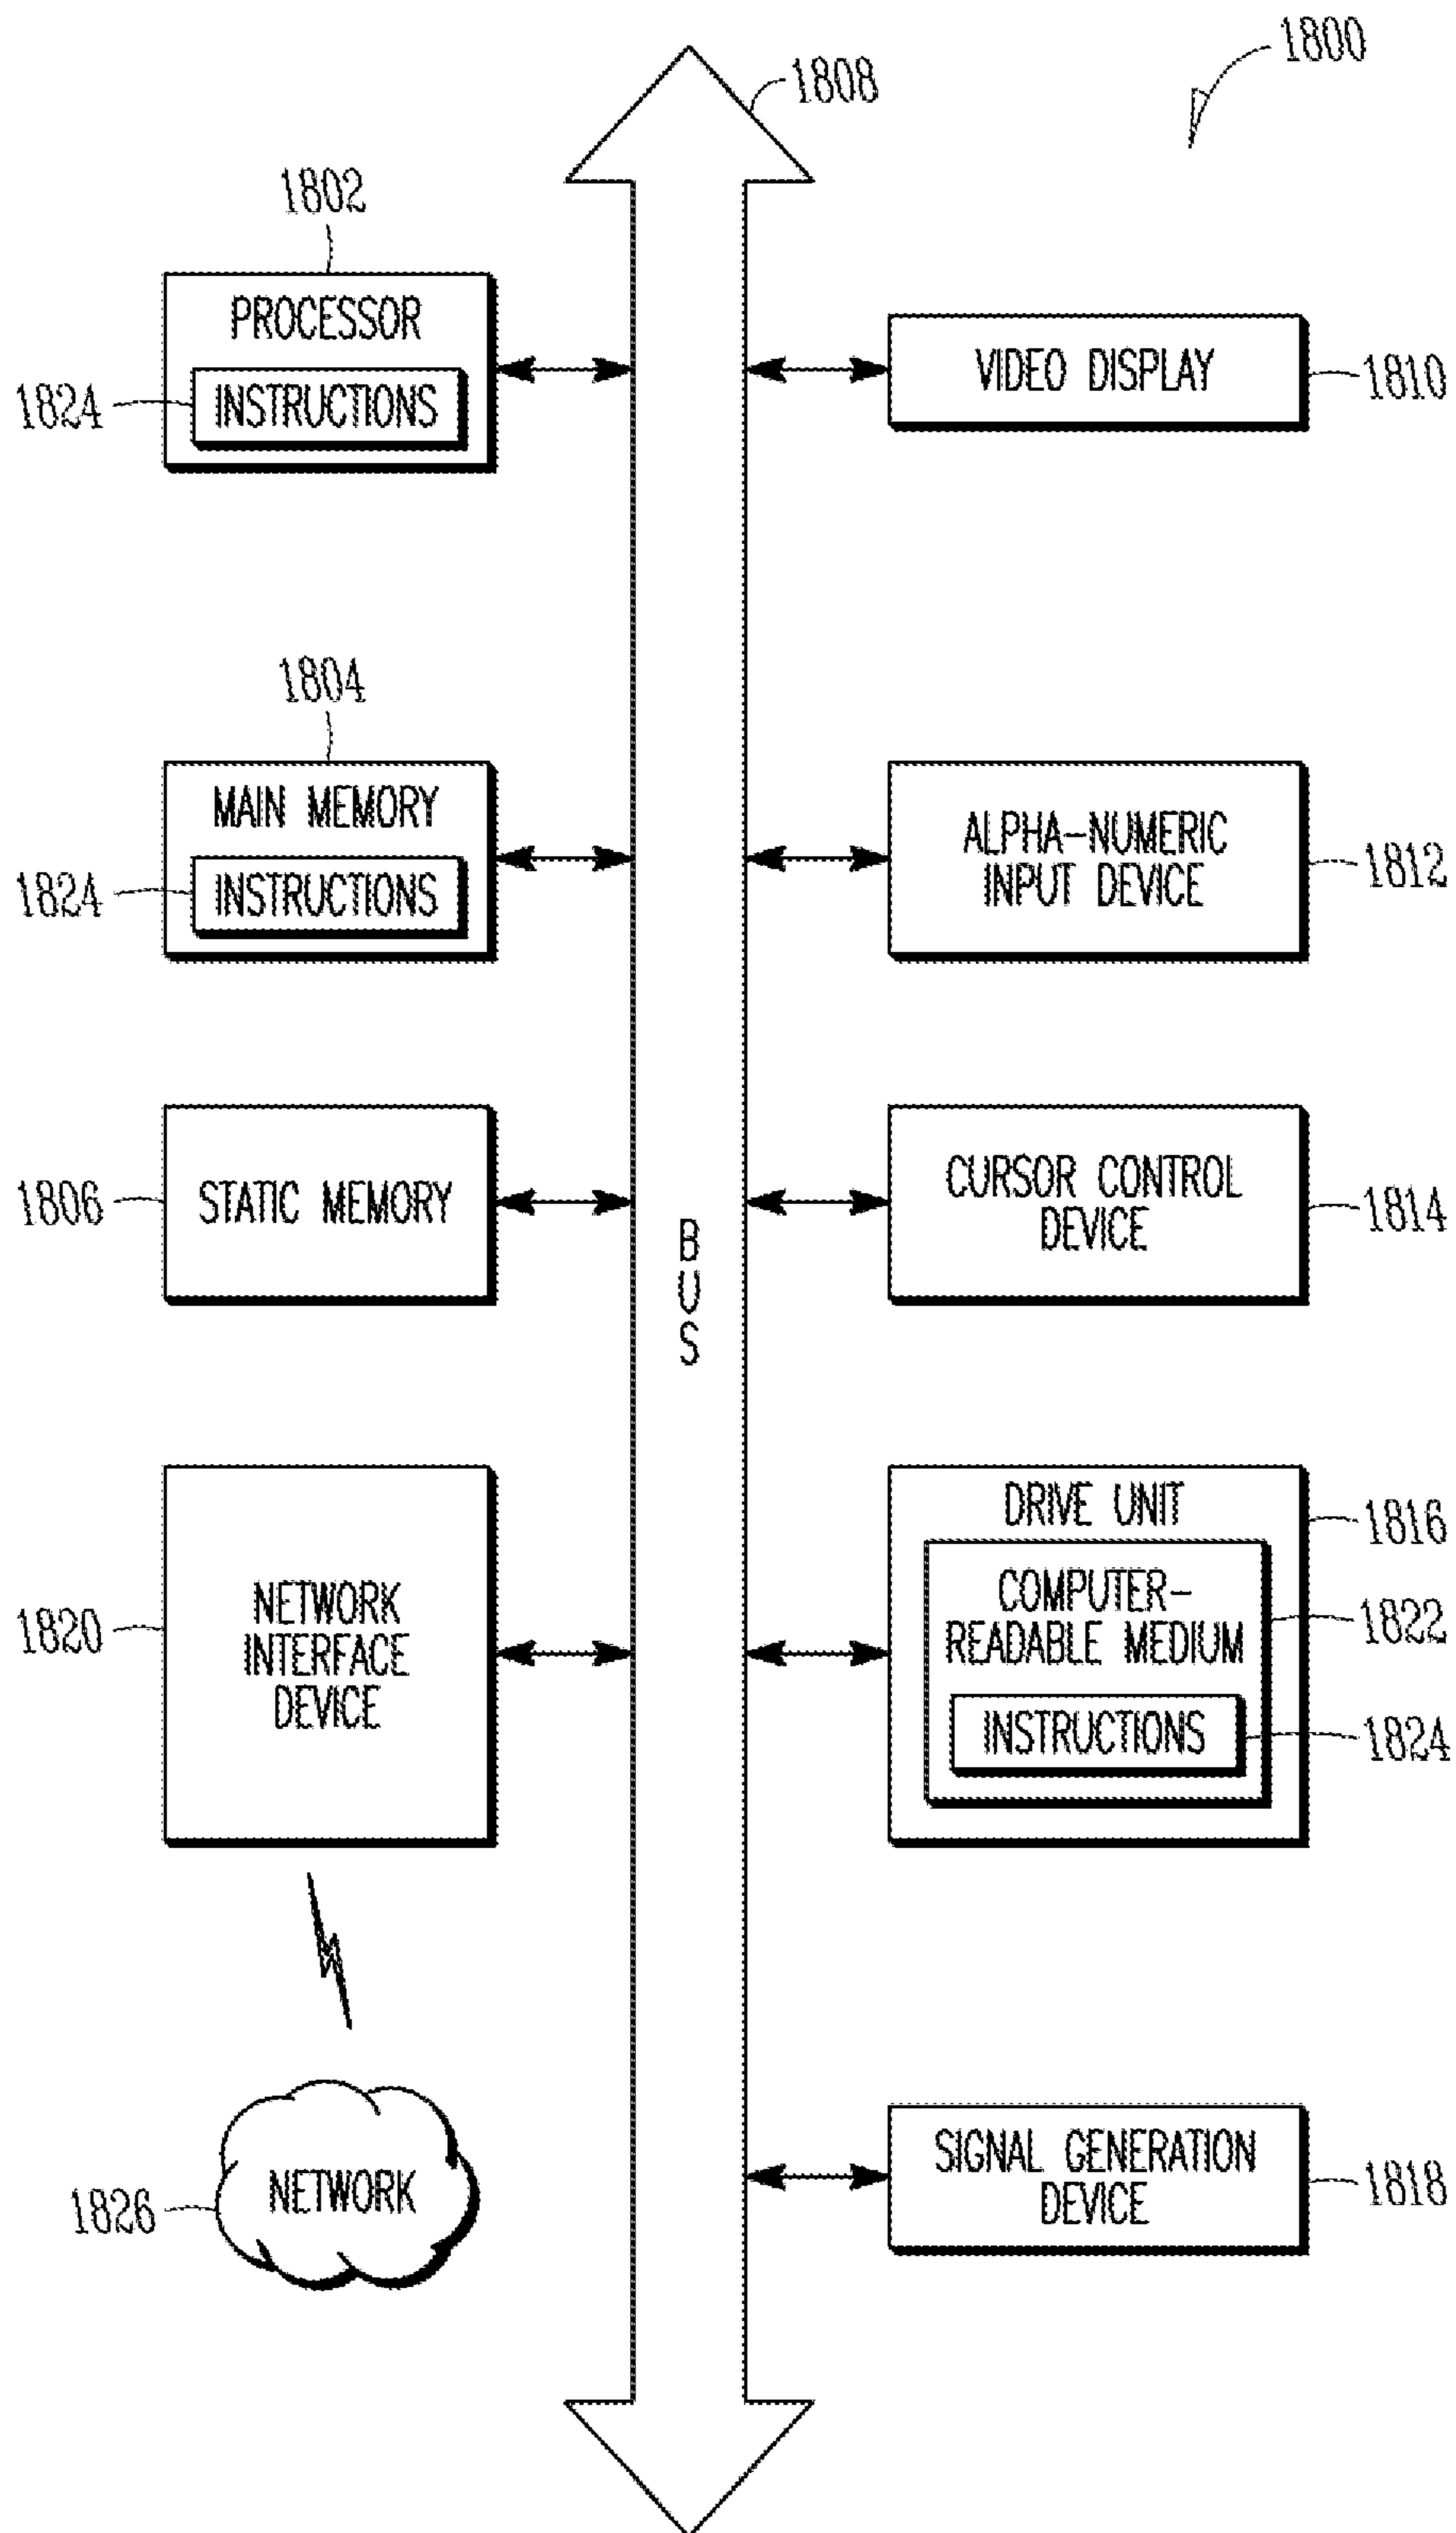 1800
1808
1802
PROCESSOR
1824
INSTRUCTIONS
VIDEO DISPLAY
1810
1804
MAIN MEMORY
1824
INSTRUCTIONS
ALPHA-NUMERIC
INPUT DEVICE
1812
1806
STATIC MEMORY
CURSOR CONTROL
DEVICE
1814
BUS
1820
NETWORK
INTERFACE
DEVICE
DRIVE UNIT
1816
COMPUTER-
READABLE MEDIUM
1822
INSTRUCTIONS
1824
1826
NETWORK
SIGNAL GENERATION
DEVICE
1818